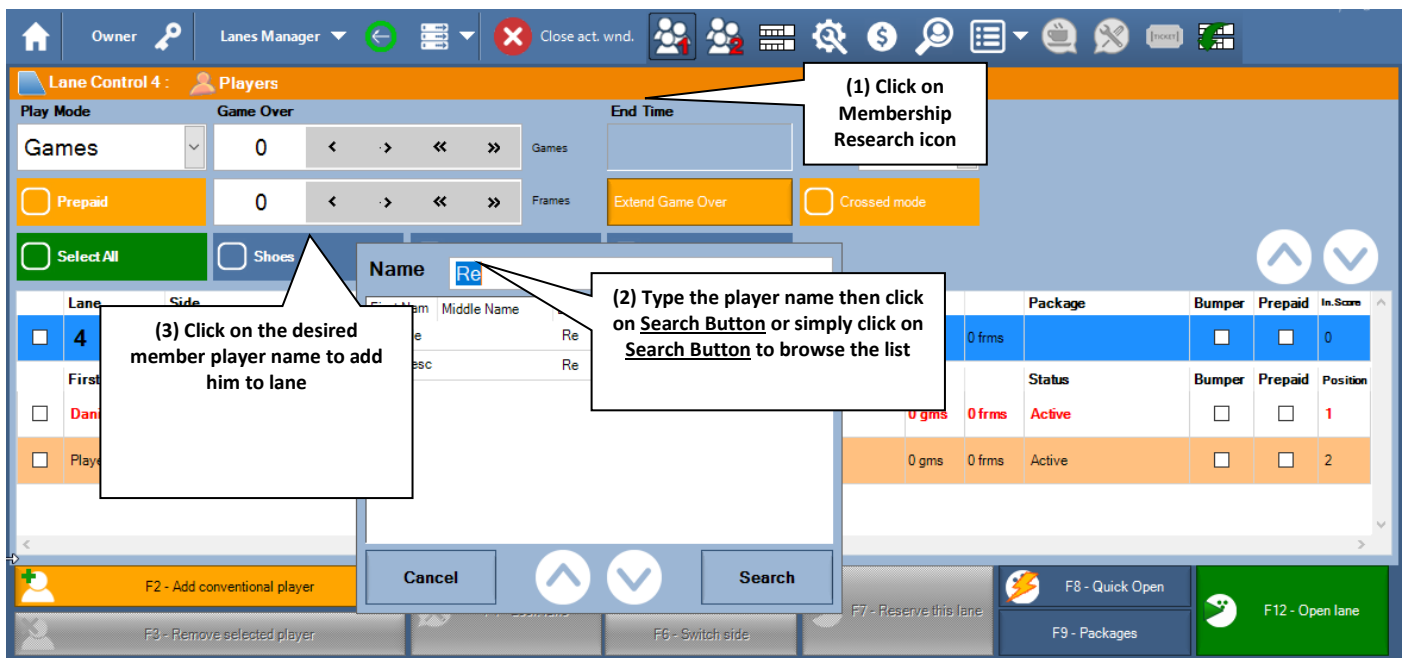 Owner
Lanes Manager
Close act. wnd.
1
2
$
TICKET
Lane Control 4 :
Players
(1) Click on
Membership
Research icon
Play Mode
Game Over
End Time
Games
0
Games
Prepaid
0
Frames
Extend Game Over
Crossed mode
Select All
Shoes
Name
Re
(2) Type the player name then click
on Search Button or simply click on
Search Button to browse the list
Middle Name
Re
Re
(3) Click on the desired
member player name to add
him to lane
Lane
Side
Package
Bumper
Prepaid
In.Score
4
0 frms
0
First
Status
Bumper
Prepaid
Position
0 gms
0 frms
Active
1
0 gms
0 frms
Active
2
Cancel
Search
F2 - Add conventional player
F3 - Remove selected player
F6 - Switch side
F7 - Reserve this lane
F8 - Quick Open
F9 - Packages
F12 - Open lane